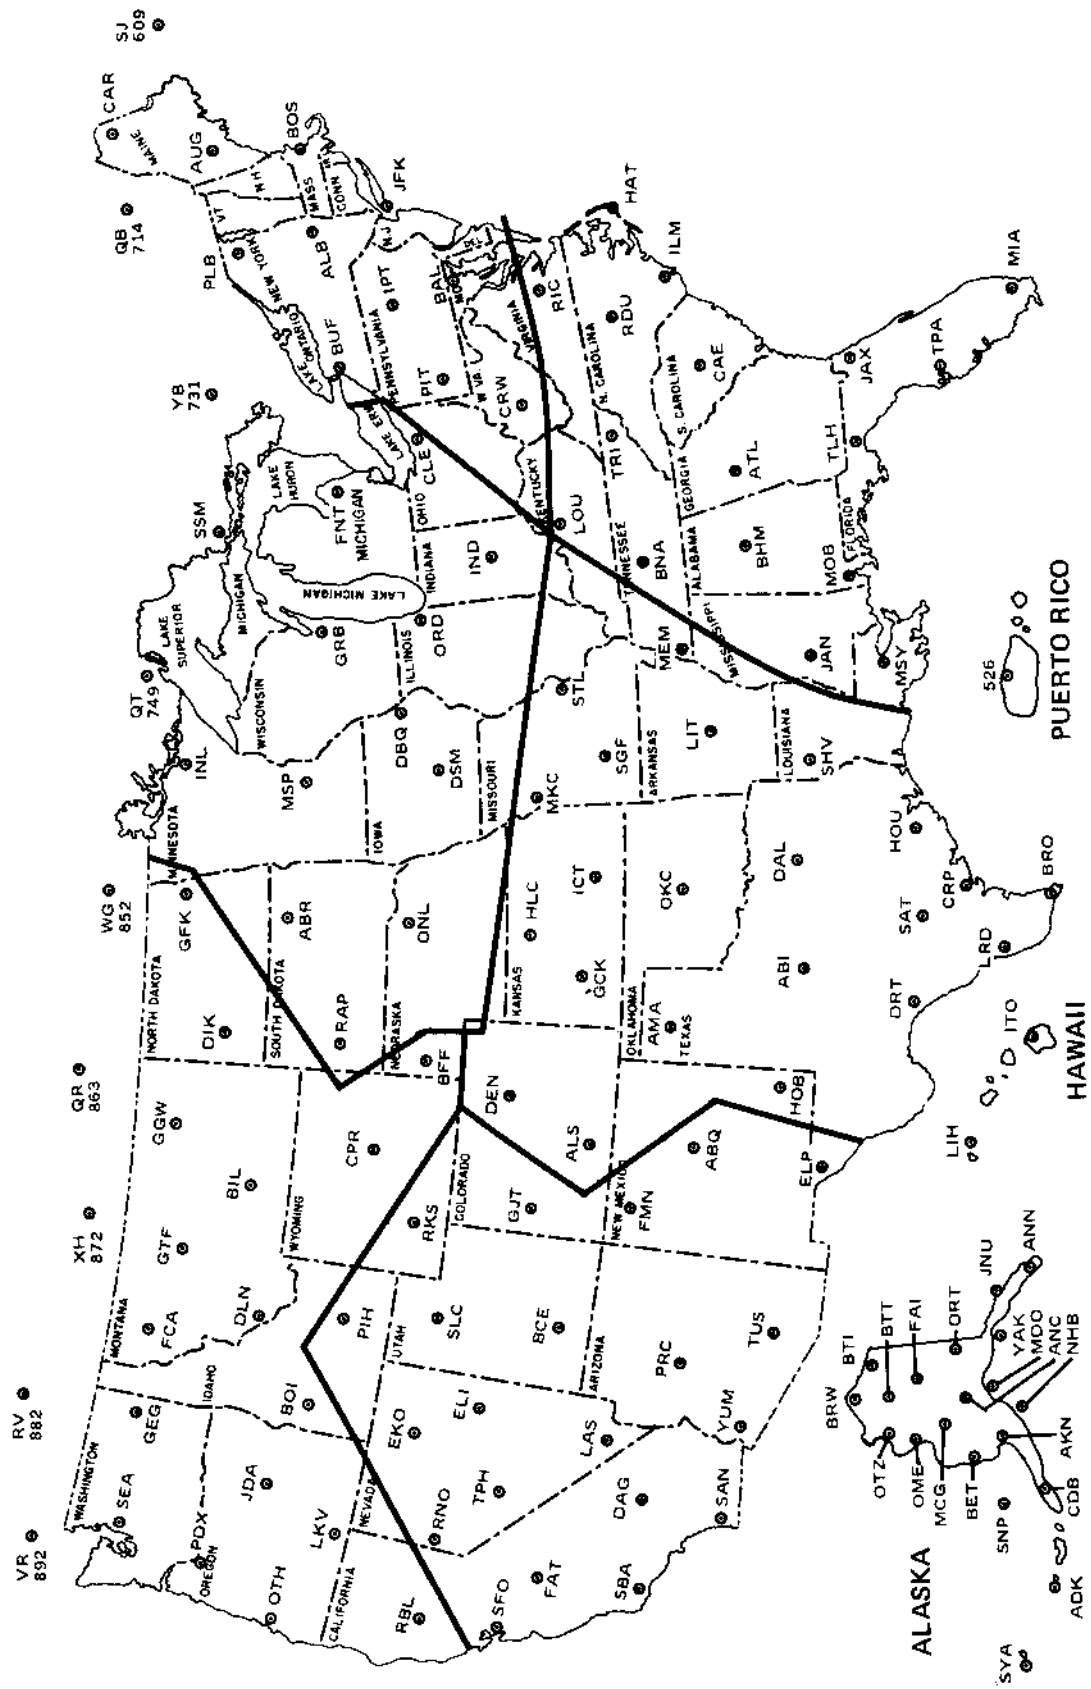 VR
892
RV
882
XH
872
QR
863
WG
852
QT
749
YB
731
QB
714
SJ
609
WASHINGTON
SEA
GEG
MONTANA
FCA
GTF
GGW
BIL
DLN
NORTH DAKOTA
DIK
GFK
MINNESOTA
INL
MSP
LAKE
SUPERIOR
SSM
MICHIGAN
LAKE
HURON
PLB
VT
NH
MAINE
CAR
AUG
BOS
PDX
OREGON
JDA
OTH
LKV
IDAHO
BOI
PIH
WYOMING
CPR
RKS
SOUTH DAKOTA
RAP
ABR
WISCONSIN
GRB
LAKE MICHIGAN
FNT
MICHIGAN
LAKE ONTARIO
BUF
NEW YORK
ALB
MASS
CONN
RI
CALIFORNIA
RBL
SFO
FAT
SBA
DAG
SAN
NEVADA
RNO
EKO
ELI
TPH
LAS
UTAH
SLC
BCE
COLORADO
DEN
GJT
ALS
NEBRASKA
BFF
ONL
IOWA
DBQ
DSM
ILLINOIS
ORD
INDIANA
IND
OHIO
CLE
LAKE ERIE
PENNSYLVANIA
PIT
IPT
N.J.
JFK
BAL
MD
W VA.
CRW
VIRGINIA
RIC
KANSAS
HLC
GCK
ICT
MISSOURI
MKC
SGF
STL
KENTUCKY
LOU
ARIZONA
PRC
TUS
YUM
NEW MEXICO
FMN
ABQ
HOB
ELP
OKLAHOMA
OKC
AMA
TEXAS
ABI
DAL
DRT
SAT
HOU
CRP
LRD
BRO
ARKANSAS
LIT
TENNESSEE
MEM
BNA
TRI
N. CAROLINA
RDU
HAT
ILM
S. CAROLINA
CAE
GEORGIA
ATL
ALABAMA
BHM
MISSISSIPPI
JAN
LOUISIANA
SHV
MSY
MOB
FLORIDA
TLH
JAX
TPA
MIA
ALASKA
SYA
ADK
CDB
SNP
BET
MCG
OME
OTZ
BRW
BTI
BTT
FAI
ORT
JNU
ANN
YAK
MDO
ANC
NHB
AKN
HAWAII
LIH
ITO
PUERTO RICO
526